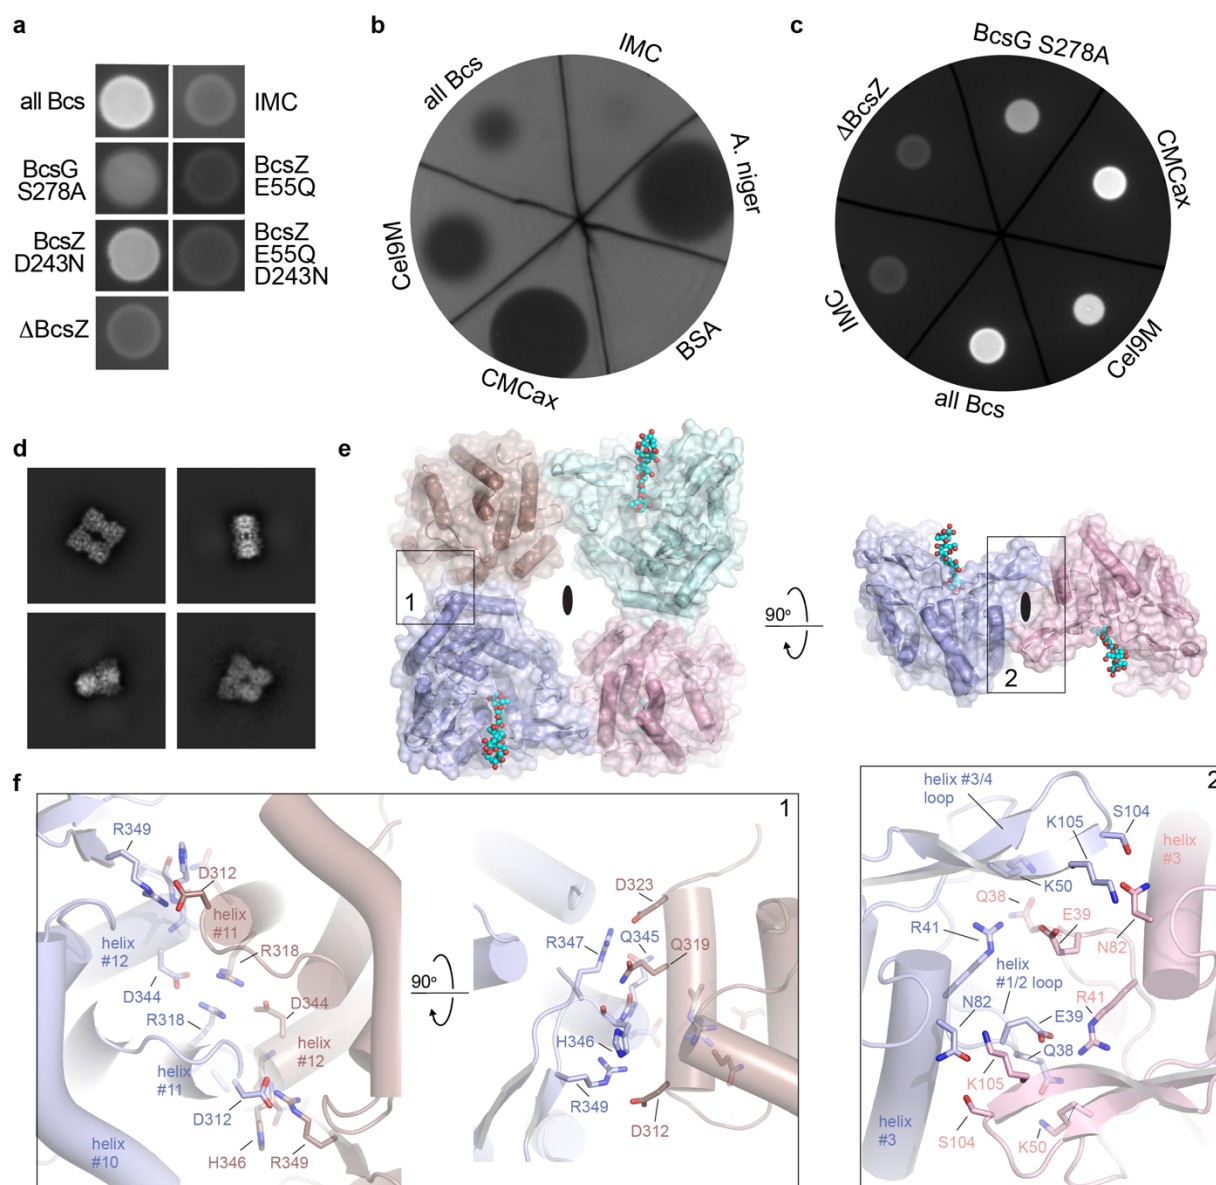 a
all Bcs
IMC
BcsG
S278A
BcsZ
E55Q
BcsZ
D243N
BcsZ
E55Q
D243N
ΔBcsZ
b
IMC
all Bcs
A. niger
Cel9M
BSA
CMCax
c
BcsG S278A
ΔBcsZ
CMCax
IMC
Cel9M
all Bcs
d
e
1
90°
2
f
1
R349
D312
helix
#11
helix
#12
R318
D344
D344
R318
helix
#12
helix
#11
D312
helix
#10
H346
R349
90°
D323
R347
Q345
Q319
H346
R349
D312
2
helix #3/4
loop
S104
K105
helix
#3
K50
Q38
E39
R41
N82
helix
#1/2 loop
N82
R41
E39
Q38
K105
helix
#3
S104
K50